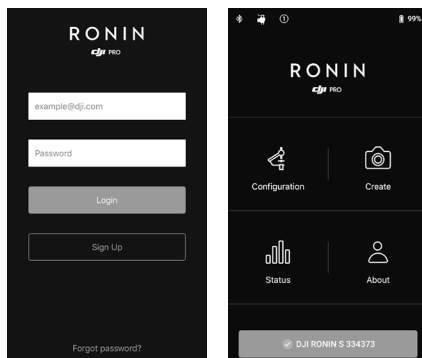 RONIN
dji PRO
example@dji.com
Password
Login
Sign Up
Forgot password?
① 99%
RONIN
dji PRO
Configuration Create
Status About
DJI RONIN S 334373